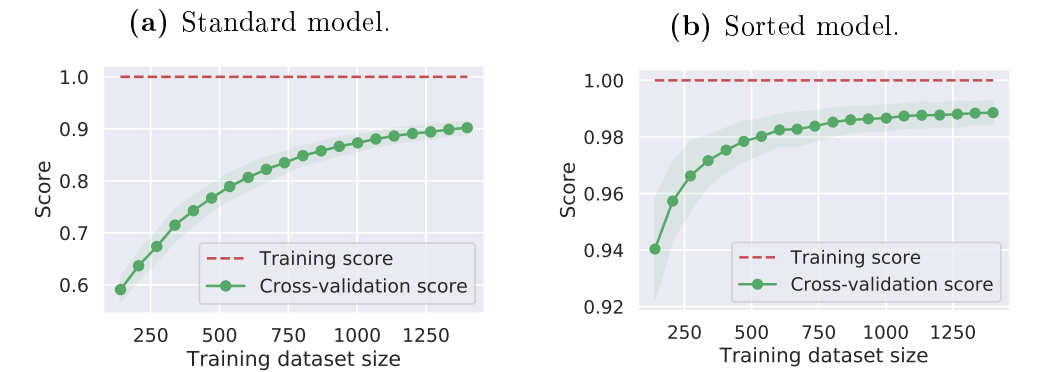 (a) Standard model.
1.0
0.9
0.8
0.7
0.6
Score
Training score
Cross-validation score
250 500 750 1000 1250
Training dataset size
(b) Sorted model.
1.00
0.98
0.96
0.94
0.92
Score
Training score
Cross-validation score
250 500 750 1000 1250
Training dataset size